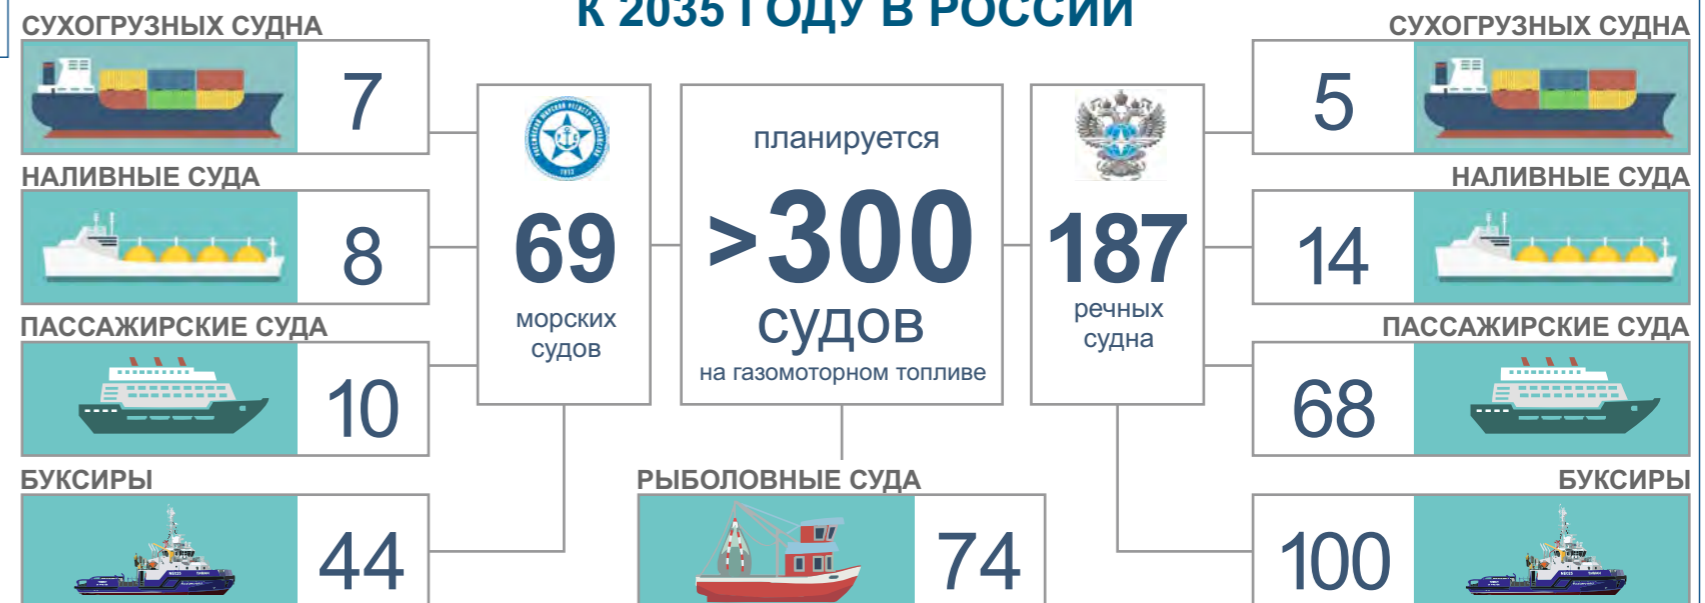 К 2035 ГОДУ В РОССИИ
СУХОГРУЗНЫХ СУДНА
7
НАЛИВНЫЕ СУДА
8
ПАССАЖИРСКИЕ СУДА
10
БУКСИРЫ
44
69
морских
судов
планируется
>300
судов
на газомоторном топливе
РЫБОЛОВНЫЕ СУДА
74
187
речных
судна
СУХОГРУЗНЫХ СУДНА
5
НАЛИВНЫЕ СУДА
14
ПАССАЖИРСКИЕ СУДА
68
БУКСИРЫ
100